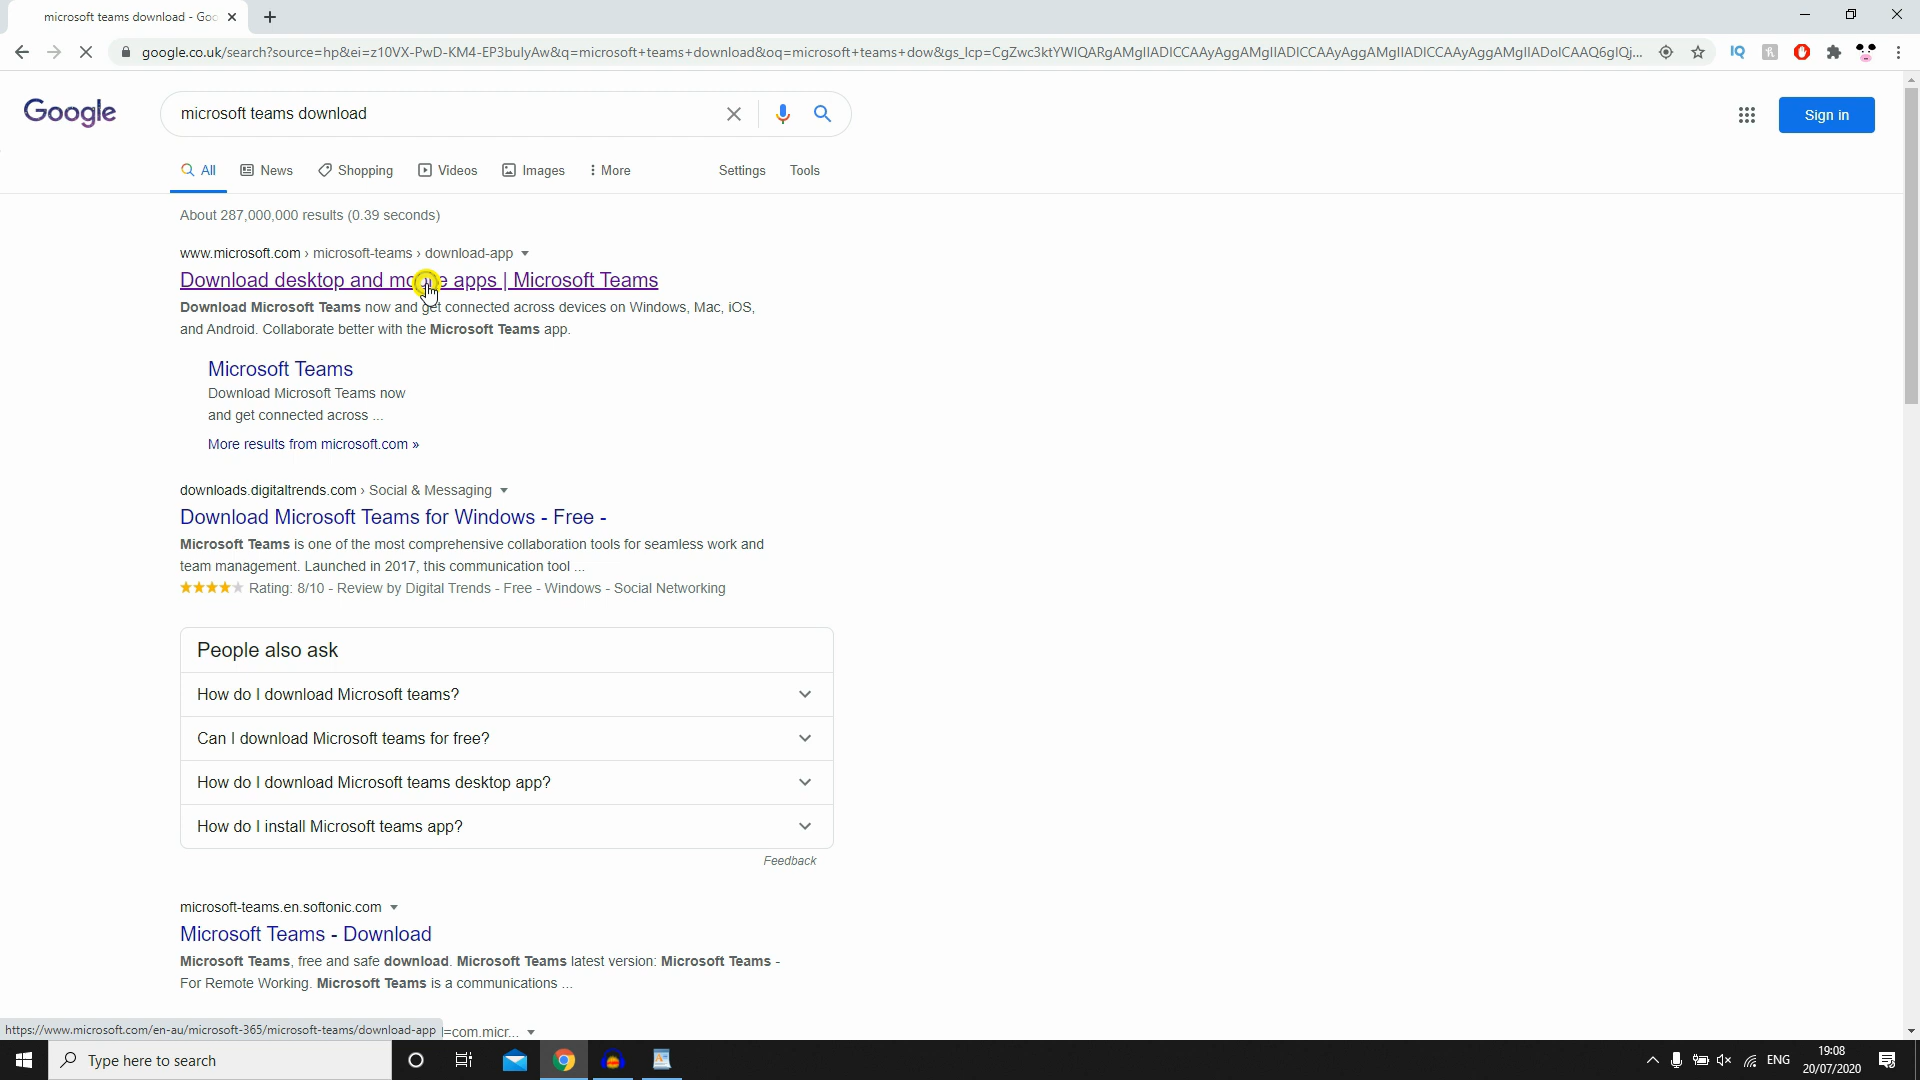 microsoft teams download - Goo
google.co.uk/search?source=hp&ei=z10VX-PwD-KM4-EP3bulyAw&q=microsoft+teams+download&oq=microsoft+teams+dow&gs_lcp=CgZwc3ktYWIQARgAMgIIADICCAAyAggAMgIIADICCAAyAggAMgIIADICCAAyAggAMgIIADoICAAQ6gIQj...
Google
microsoft teams download
Sign in
All
News
Shopping
Videos
Images
More
Settings
Tools
About 287,000,000 results (0.39 seconds)
www.microsoft.com › microsoft-teams › download-app
Download desktop and mobile apps | Microsoft Teams
Download Microsoft Teams now and get connected across devices on Windows, Mac, iOS,
and Android. Collaborate better with the Microsoft Teams app.
Microsoft Teams
Download Microsoft Teams now
and get connected across ...
More results from microsoft.com »
downloads.digitaltrends.com › Social & Messaging
Download Microsoft Teams for Windows - Free -
Microsoft Teams is one of the most comprehensive collaboration tools for seamless work and
team management. Launched in 2017, this communication tool ...
Rating: 8/10 - Review by Digital Trends - Free - Windows - Social Networking
People also ask
How do I download Microsoft teams?
Can I download Microsoft teams for free?
How do I download Microsoft teams desktop app?
How do I install Microsoft teams app?
Feedback
microsoft-teams.en.softonic.com
Microsoft Teams - Download
Microsoft Teams, free and safe download. Microsoft Teams latest version: Microsoft Teams -
For Remote Working. Microsoft Teams is a communications ...
https://www.microsoft.com/en-au/microsoft-365/microsoft-teams/download-app
=com.micr...
Type here to search
ENG
19:08
20/07/2020